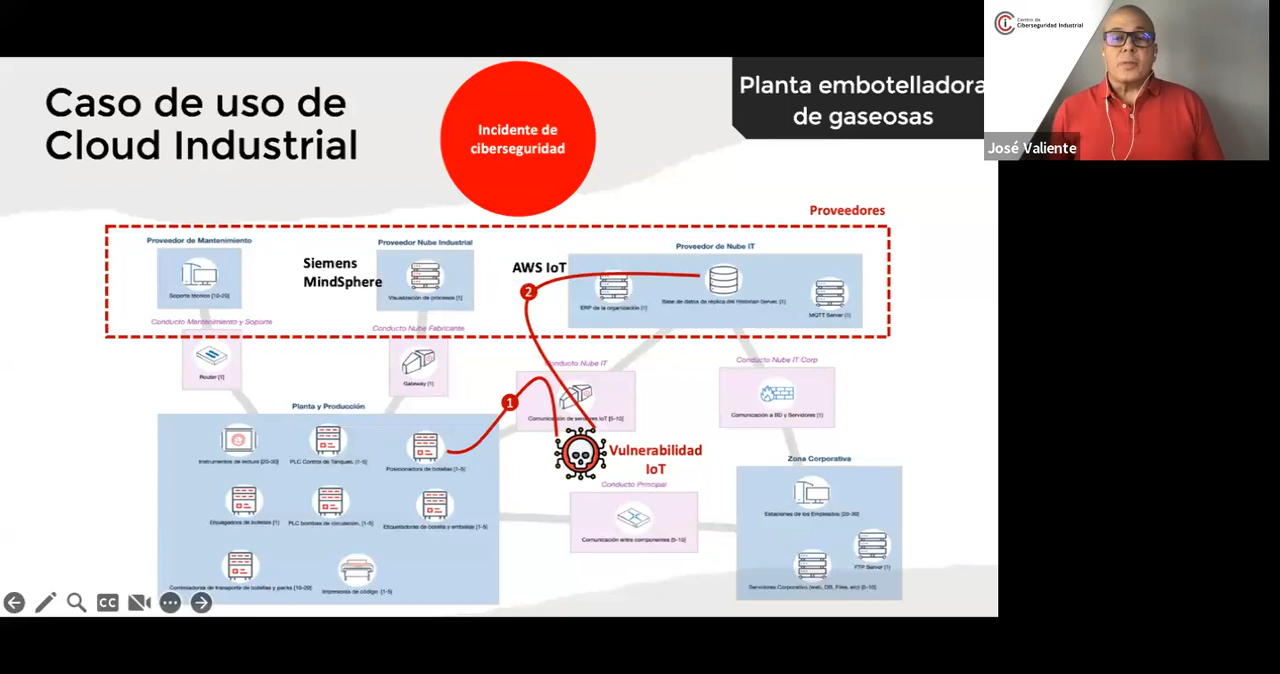 Centro de
Ciberseguridad Industrial
José Valiente
Caso de uso de
Cloud Industrial
Incidente de
ciberseguridad
Planta embotelladora
de gaseosas
Proveedores
Proveedor de Mantenimiento
Soporte técnico [10-20]
Conducto Mantenimiento y Soporte
Router [1]
Siemens
MindSphere
Proveedor Nube Industrial
Visualización de procesos [1]
Conducto Nube Fabricante
Gateway [1]
AWS IoT
Proveedor de Nube IT
ERP de la organización [1]
Base de datos de réplica del Historian Server. [1]
MQTT Server [1]
2
1
onducto Nube IT
Comunicación de sensores IoT [5-10]
Conducto Nube IT Corp
Comunicación a BD y Servidores [1]
Vulnerabilidad
IoT
Planta y Producción
Instrumentos de lectura [20-30]
PLC Control de Tanques. [1-5]
Posicionadora de botellas [1-5]
PLC bombas de circulación. [1-5]
Etiquetadoras de botella y embalaje [1-5]
Controladoras de transporte de botellas y packs [10-20]
Impresoras de código [1-5]
Conducto Principal
Comunicación entre componentes [5-10]
Zona Corporativa
Estaciones de los Empleados [20-30]
FTP Server [1]
Servidores Corporativos (web, DB, Files, etc) [5-10]
CC